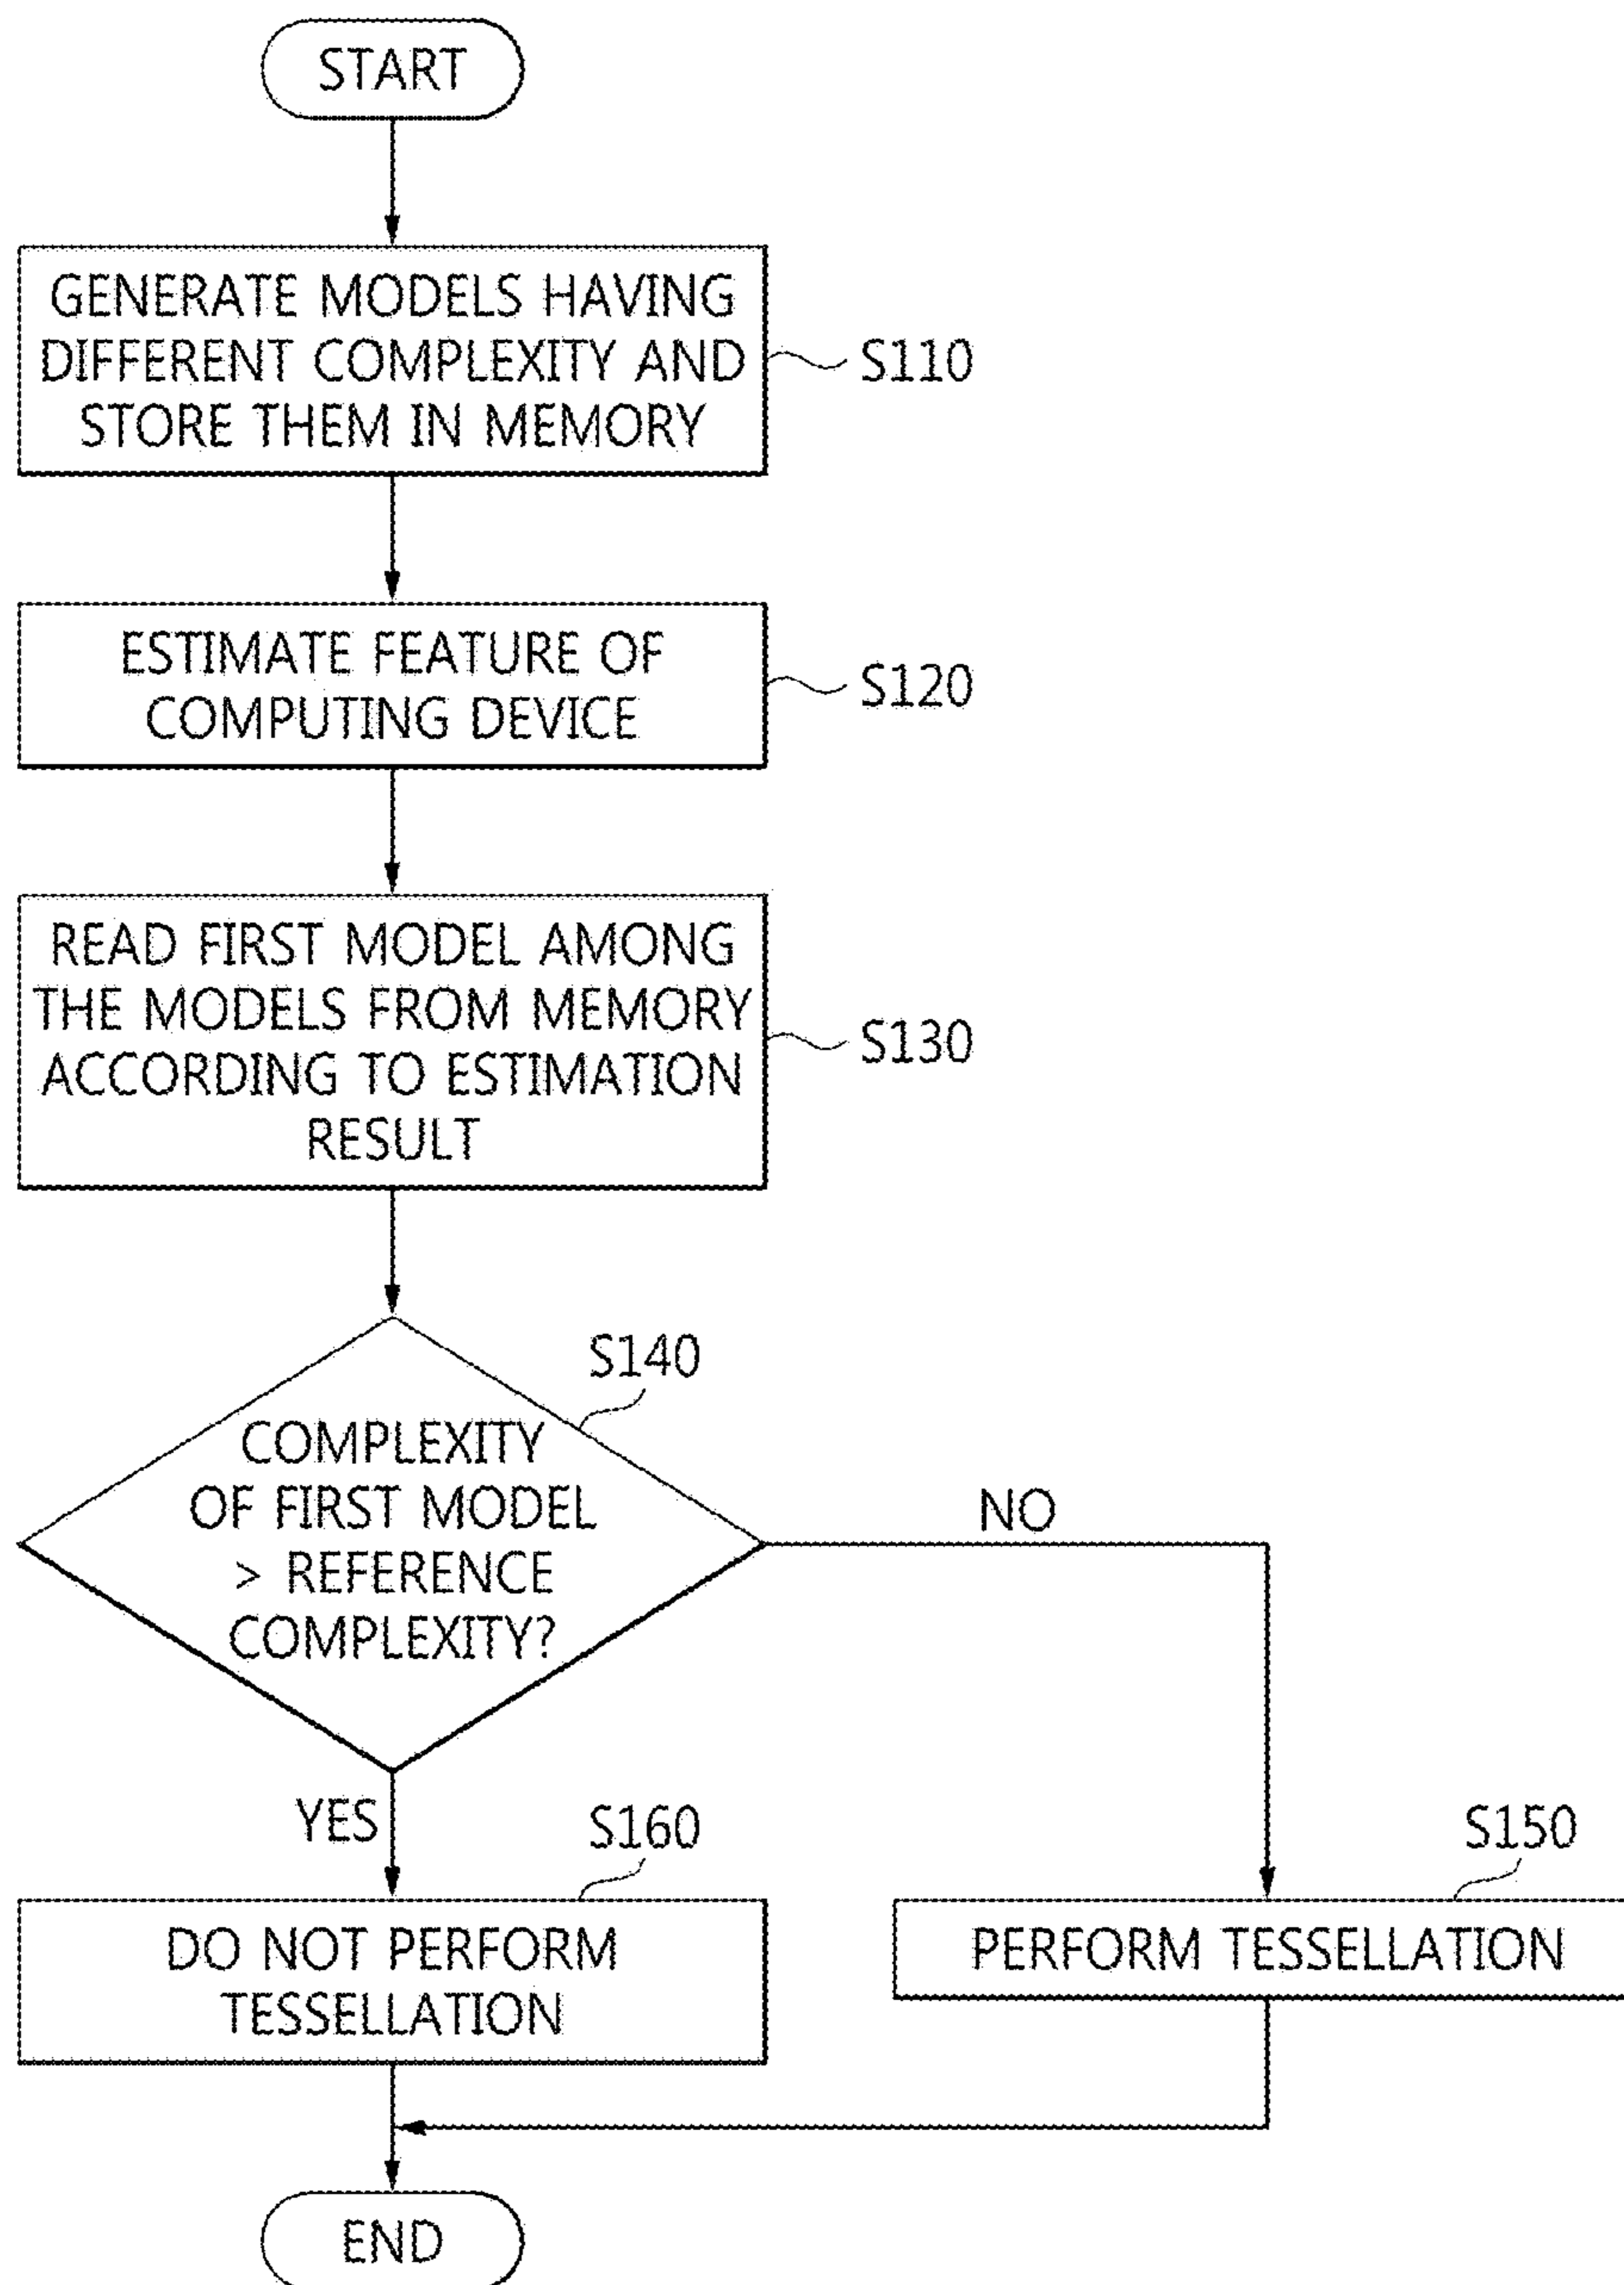 START
GENERATE MODELS HAVING
DIFFERENT COMPLEXITY AND
STORE THEM IN MEMORY
S110
ESTIMATE FEATURE OF
COMPUTING DEVICE
S120
READ FIRST MODEL AMONG
THE MODELS FROM MEMORY
ACCORDING TO ESTIMATION
RESULT
S130
S140
COMPLEXITY
OF FIRST MODEL
> REFERENCE
COMPLEXITY?
NO
YES
S160
S150
DO NOT PERFORM
TESSELLATION
PERFORM TESSELLATION
END